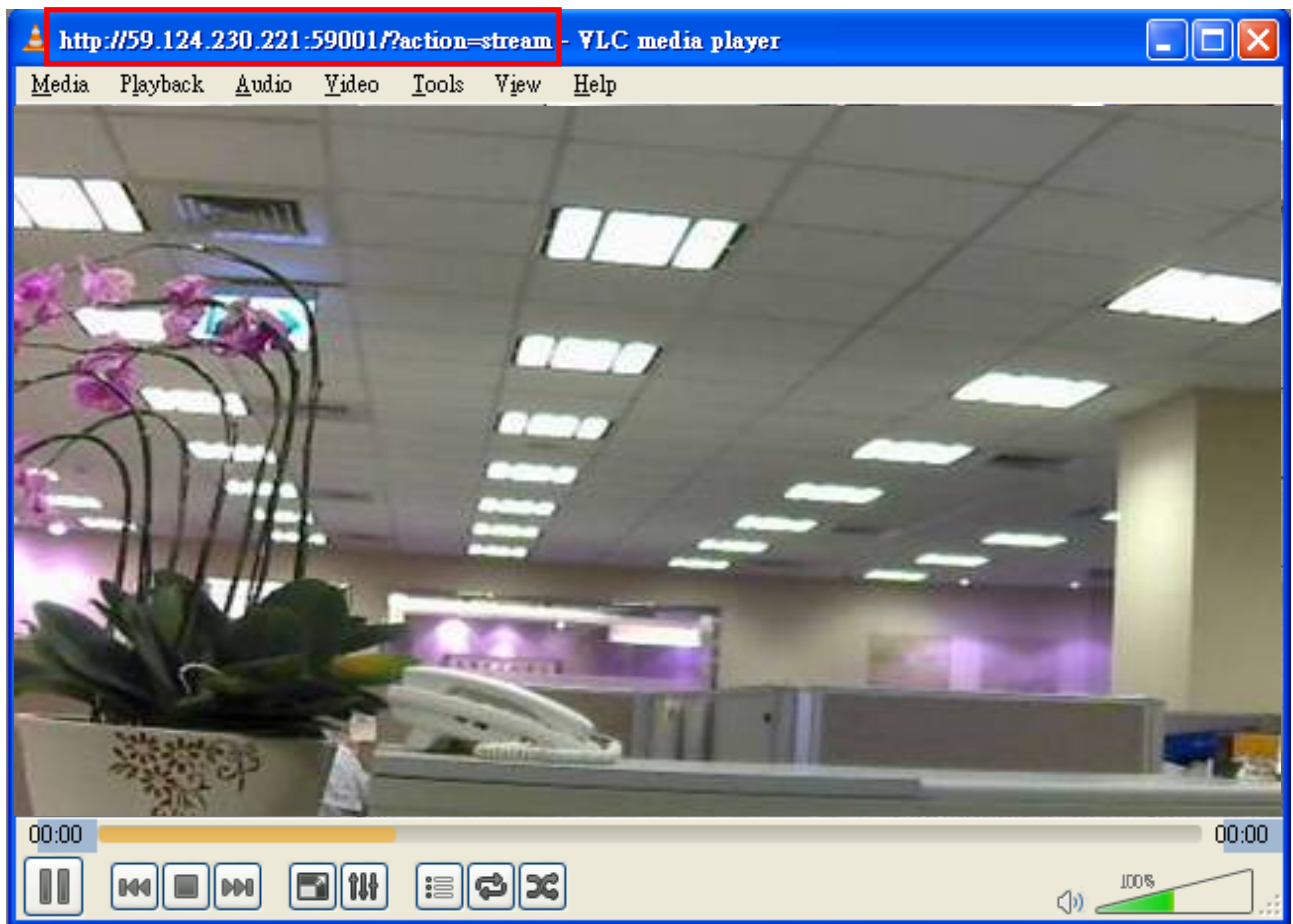 http://59.124.230.221:59001/?action=stream - VLC media player
Media Playback Audio Video Tools View Help
00:00 00:00
100%